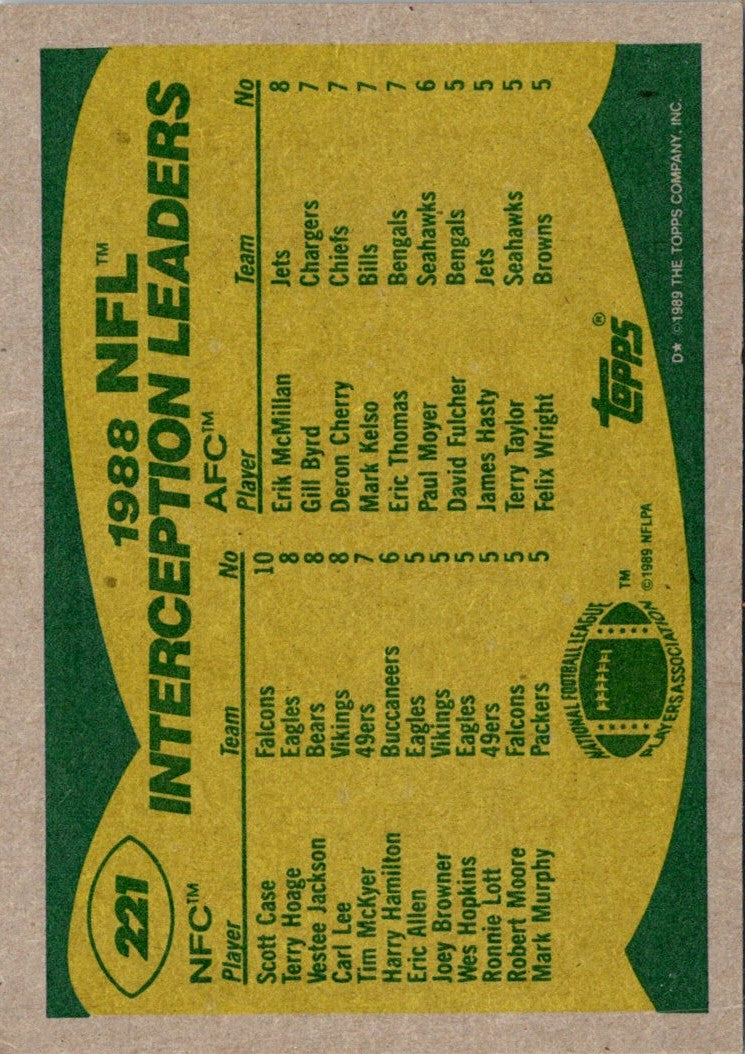 221
1988 NFL™
INTERCEPTION LEADERS
NFC™
Player Team No
Scott Case Falcons 10
Terry Hoage Eagles 8
Vestee Jackson Bears 8
Carl Lee Vikings 8
Tim McKyer 49ers 7
Harry Hamilton Buccaneers 6
Eric Allen Eagles 5
Joey Browner Vikings 5
Wes Hopkins Eagles 5
Ronnie Lott 49ers 5
Robert Moore Falcons 5
Mark Murphy Packers 5
AFC™
Player Team No
Erik McMillan Jets 8
Gill Byrd Chargers 7
Deron Cherry Chiefs 7
Mark Kelso Bills 7
Eric Thomas Bengals 7
Paul Moyer Seahawks 6
David Fulcher Bengals 5
James Hasty Jets 5
Terry Taylor Seahawks 5
Felix Wright Browns 5
NATIONAL FOOTBALL LEAGUE
PLAYERS ASSOCIATION
™
©1989 NFLPA
TOPPS®
D★ ©1989 THE TOPPS COMPANY, INC.